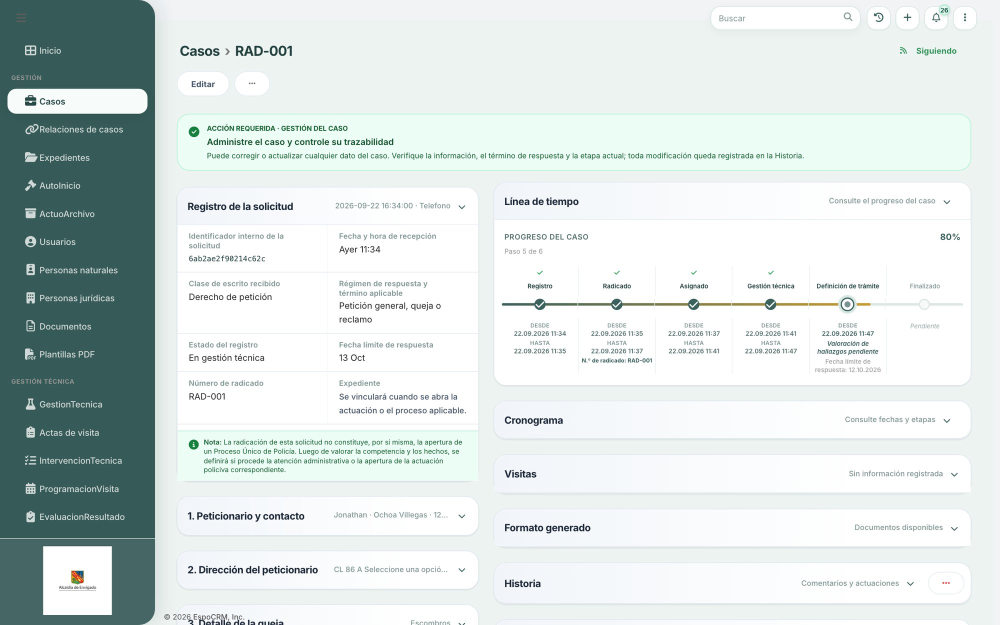 Buscar
26
Inicio
GESTIÓN
Casos
Relaciones de casos
Expedientes
AutoInicio
ActuoArchivo
Usuarios
Personas naturales
Personas jurídicas
Documentos
Plantillas PDF
GESTIÓN TÉCNICA
GestionTecnica
Actas de visita
IntervencionTecnica
ProgramacionVisita
EvaluacionResultado
Alcaldía de Envigado
Casos › RAD-001
Siguiendo
Editar
ACCIÓN REQUERIDA · GESTIÓN DEL CASO
Administre el caso y controle su trazabilidad
Puede corregir o actualizar cualquier dato del caso. Verifique la información, el término de respuesta y la etapa actual; toda modificación queda registrada en la Historia.
Registro de la solicitud
2026-09-22 16:34:00 · Telefono
Identificador interno de la
solicitud
6ab2ae2f90214c62c
Fecha y hora de recepción
Ayer 11:34
Clase de escrito recibido
Derecho de petición
Régimen de respuesta y
término aplicable
Petición general, queja o
reclamo
Estado del registro
En gestión técnica
Fecha límite de respuesta
13 Oct
Número de radicado
RAD-001
Expediente
Se vinculará cuando se abra la
actuación o el proceso aplicable.
Nota: La radicación de esta solicitud no constituye, por sí misma, la apertura de
un Proceso Único de Policía. Luego de valorar la competencia y los hechos, se
definirá si procede la atención administrativa o la apertura de la actuación
policiva correspondiente.
1. Peticionario y contacto
Jonathan · Ochoa Villegas · 12...
2. Dirección del peticionario
CL 86 A Seleccione una opció...
3. Detalle de la queja
Escombros
© 2026 EspoCRM, Inc.
Línea de tiempo
Consulte el progreso del caso
PROGRESO DEL CASO
80%
Paso 5 de 6
Registro
DESDE
22.09.2026 11:34
HASTA
22.09.2026 11:35
Radicado
DESDE
22.09.2026 11:35
HASTA
22.09.2026 11:37
N.º de radicado: RAD-001
Asignado
DESDE
22.09.2026 11:37
HASTA
22.09.2026 11:41
Gestión técnica
DESDE
22.09.2026 11:41
HASTA
22.09.2026 11:47
Definición de trámite
DESDE
22.09.2026 11:47
Valoración de
hallazgos pendiente
Fecha límite de
respuesta: 12.10.2026
Finalizado
Pendiente
Cronograma
Consulte fechas y etapas
Visitas
Sin información registrada
Formato generado
Documentos disponibles
Historia
Comentarios y actuaciones